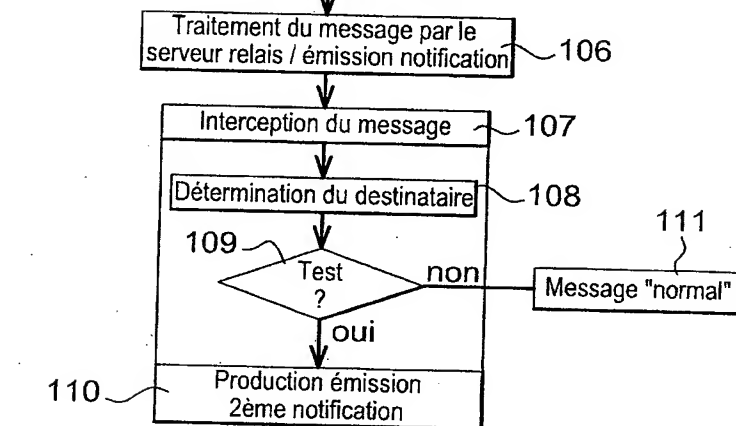 Traitement du message par le
serveur relais / émission notification
106
Interception du message
107
Détermination du destinataire
108
109
Test
?
non
111
Message "normal"
oui
110
Production émission
2ème notification